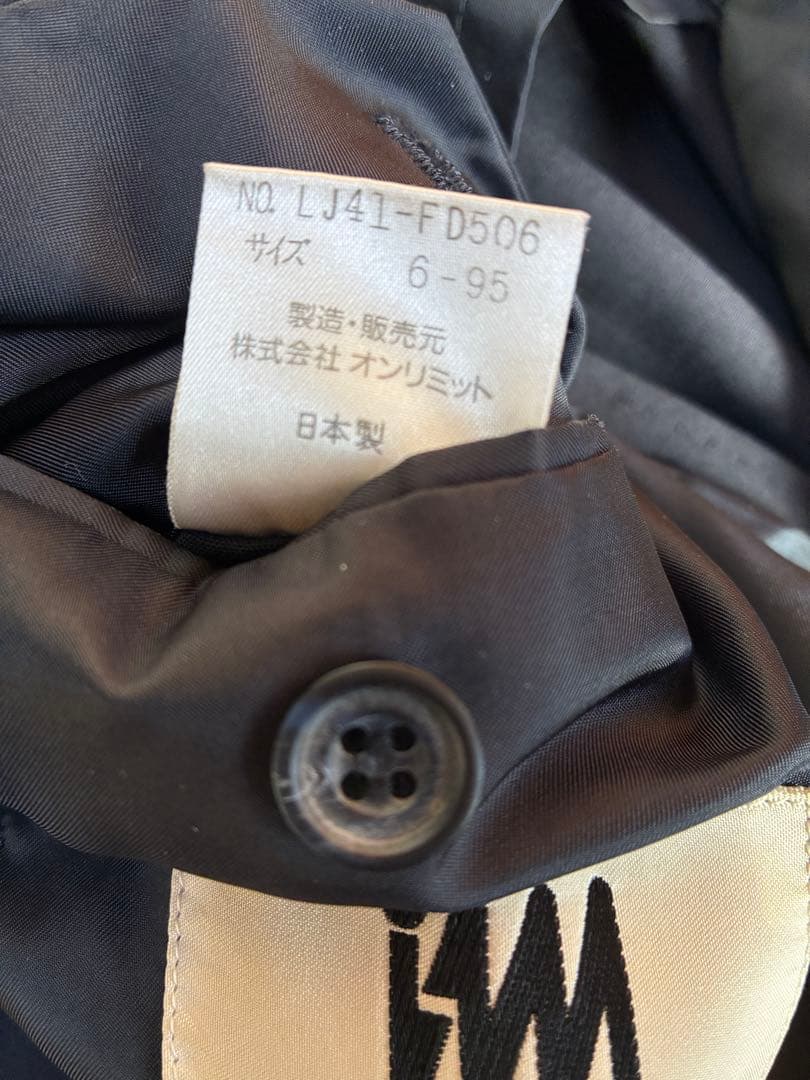 NO. LJ41-FD506
サイズ 6-95
製造・販売元
株式会社 オンリミット
日本製
im